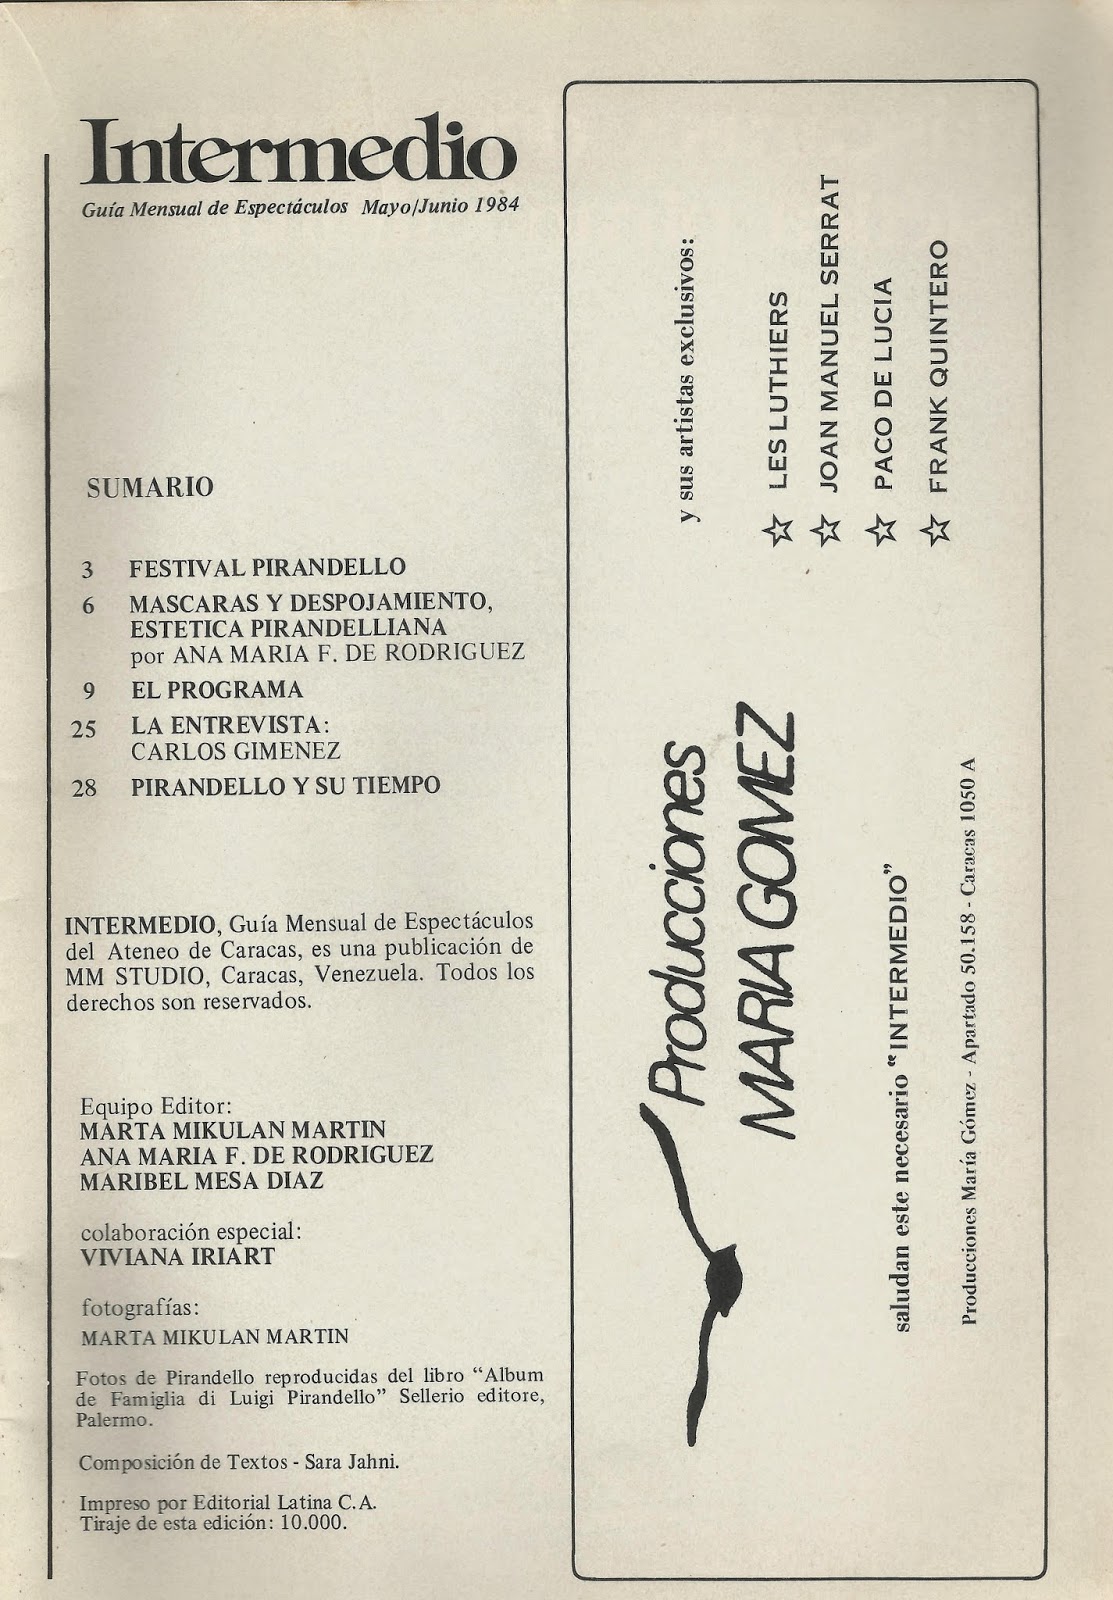 Intermedio
Guía Mensual de Espectáculos Mayo/Junio 1984
SUMARIO
3 FESTIVAL PIRANDELLO
6 MASCARAS Y DESPOJAMIENTO,
ESTETICA PIRANDELLIANA
por ANA MARIA F. DE RODRIGUEZ
9 EL PROGRAMA
25 LA ENTREVISTA:
CARLOS GIMENEZ
28 PIRANDELLO Y SU TIEMPO
INTERMEDIO, Guía Mensual de Espectáculos
del Ateneo de Caracas, es una publicación de
MM STUDIO, Caracas, Venezuela. Todos los
derechos son reservados.
Equipo Editor:
MARTA MIKULAN MARTIN
ANA MARIA F. DE RODRIGUEZ
MARIBEL MESA DIAZ
colaboración especial:
VIVIANA IRIART
fotografías:
MARTA MIKULAN MARTIN
Fotos de Pirandello reproducidas del libro “Album
de Famiglia di Luigi Pirandello” Sellerio editore,
Palermo.
Composición de Textos - Sara Jahni.
Impreso por Editorial Latina C.A.
Tiraje de esta edición: 10.000.
Producciones
MARIA GOMEZ
y sus artistas exclusivos:
☆ LES LUTHIERS
☆ JOAN MANUEL SERRAT
☆ PACO DE LUCIA
☆ FRANK QUINTERO
saludan este necesario “INTERMEDIO”
Producciones María Gómez - Apartado 50.158 - Caracas 1050 A